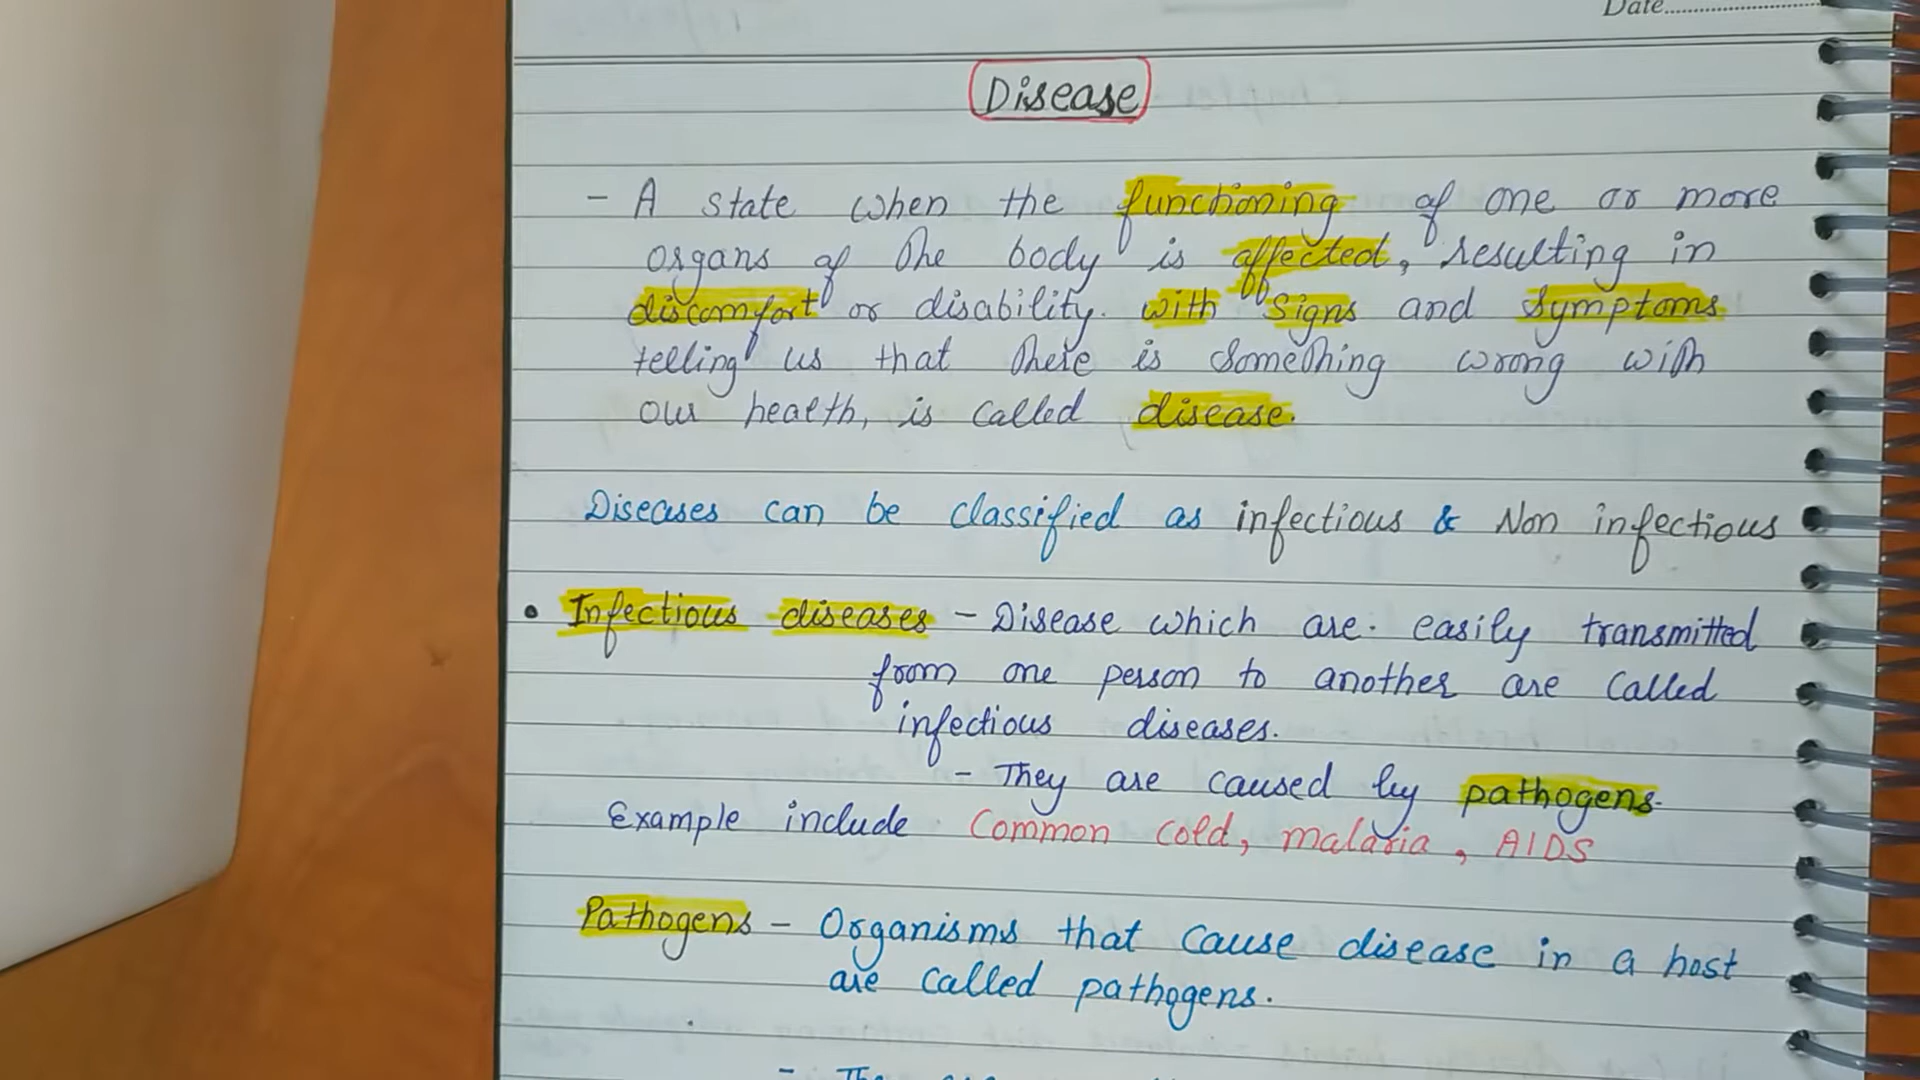 Date
Disease
- A state when the functioning of one or more
organs of the body is affected, resulting in
discomfort or disability. with signs and symptoms
telling us that there is something wrong with
our health, is called disease.
Diseases can be classified as infectious & Non infectious
• Infectious diseases - Disease which are. easily transmitted
from one person to another are called
infectious diseases.
- They are caused by pathogens.
Example include Common cold, malaria, AIDS
Pathogens - Organisms that cause disease in a host
are called pathogens.